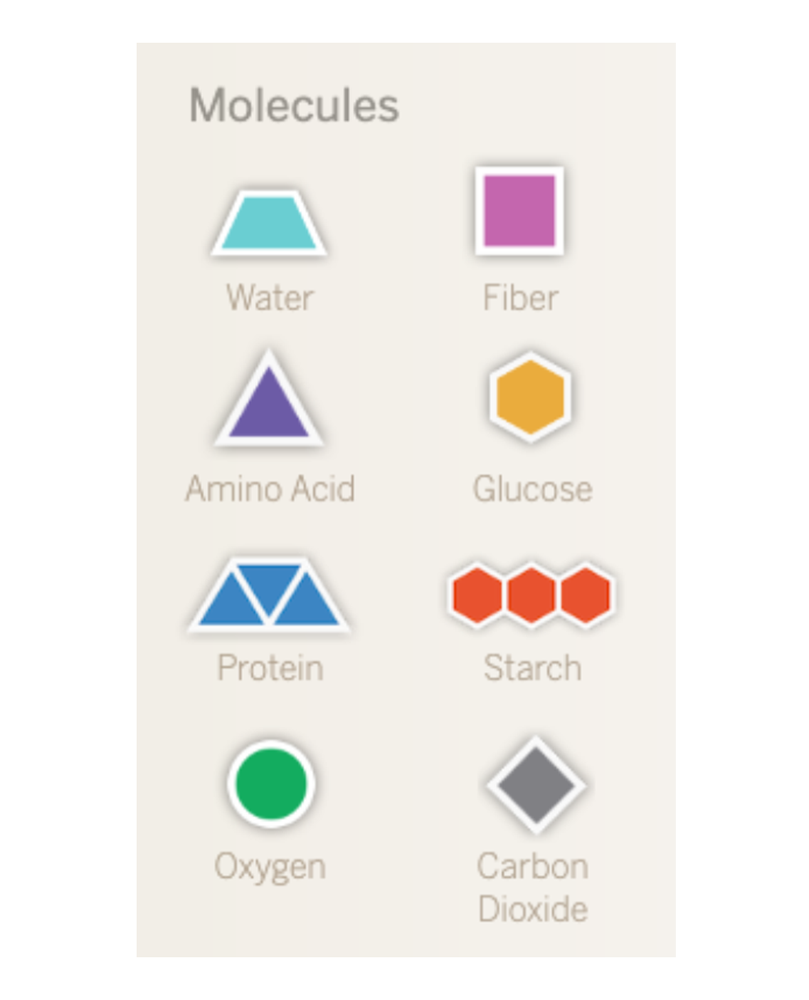 Molecules
Water
Fiber
Amino Acid
Glucose
Protein
Starch
Oxygen
Carbon
Dioxide